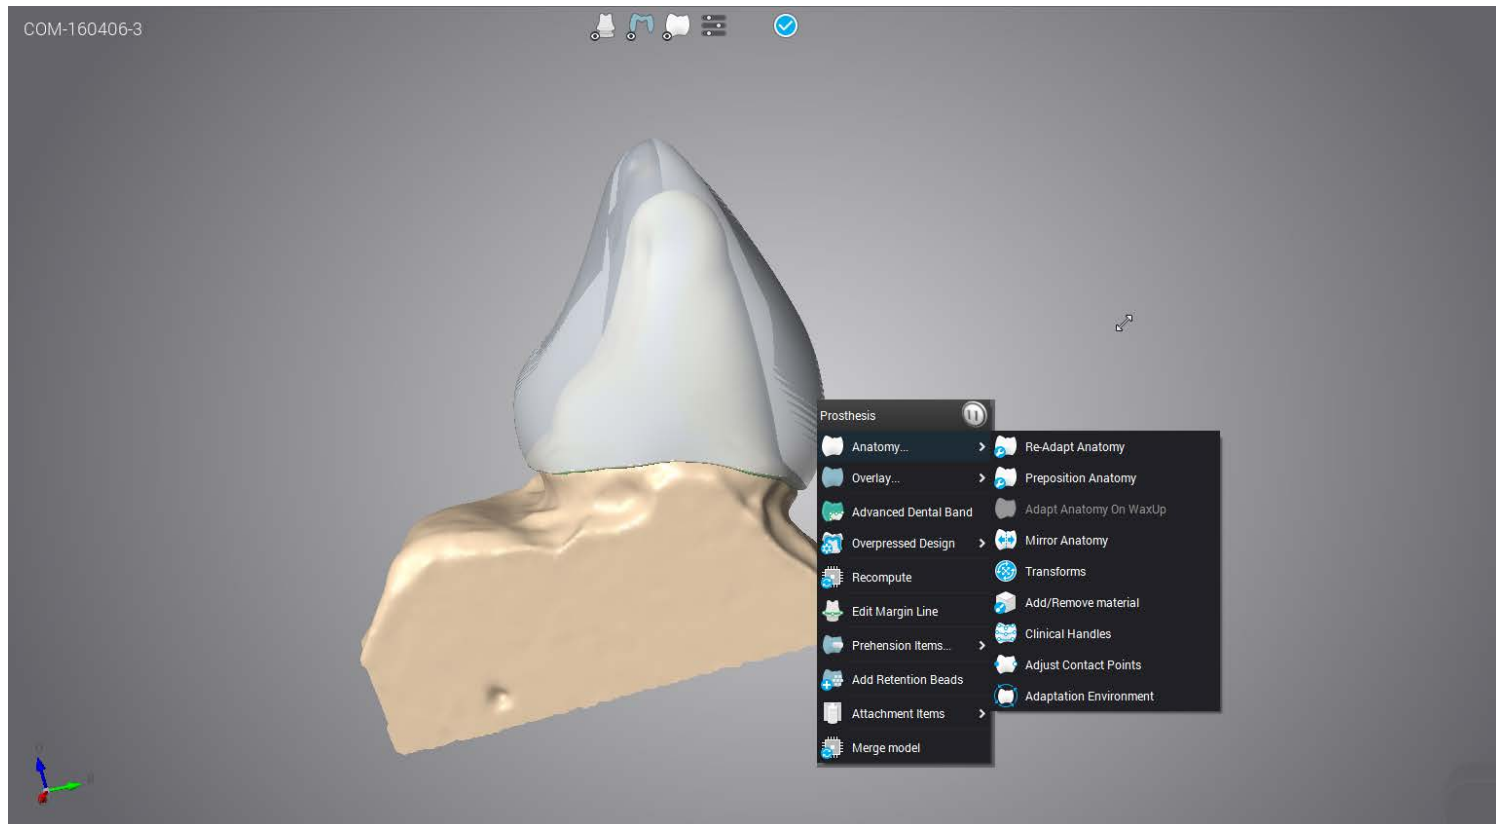 COM-160406-3
Prosthesis
11
Anatomy...
Overlay...
Advanced Dental Band
Overpressed Design
Recompute
Edit Margin Line
Prehension Items...
Add Retention Beads
Attachment Items
Merge model
Re-Adapt Anatomy
Preposition Anatomy
Adapt Anatomy On WaxUp
Mirror Anatomy
Transforms
Add/Remove material
Clinical Handles
Adjust Contact Points
Adaptation Environment